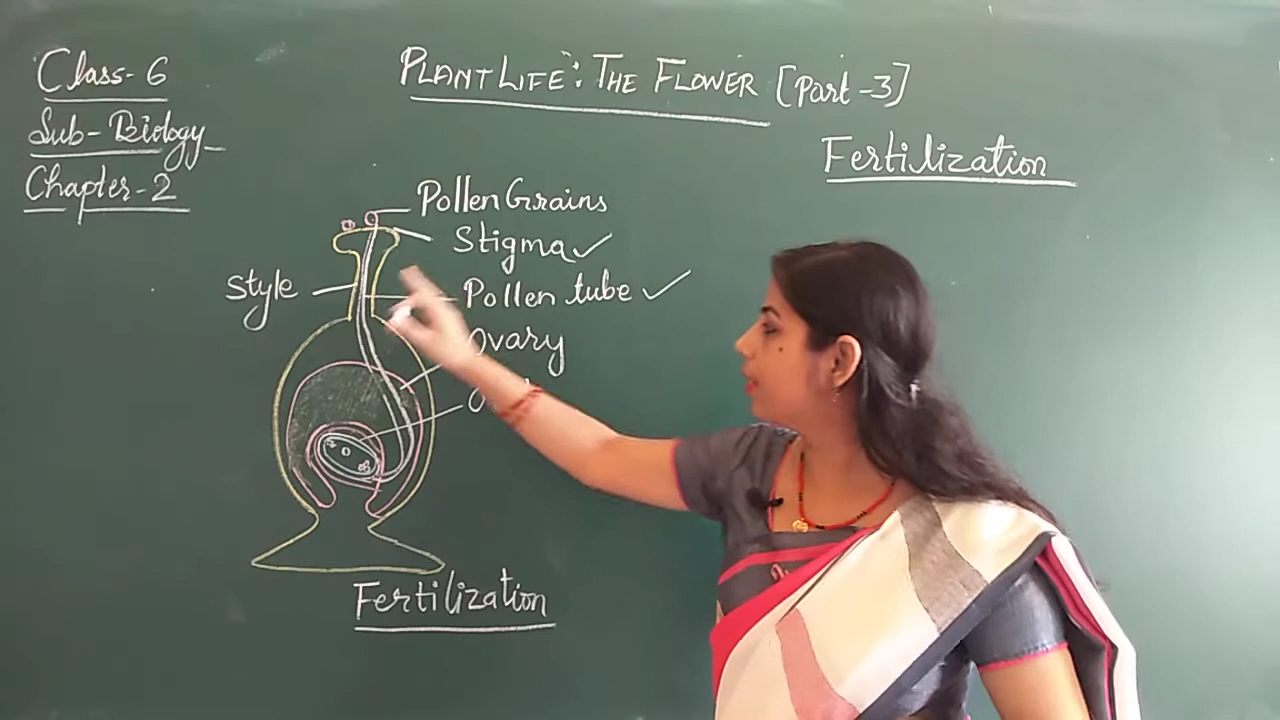 Class-6
Sub-Biology
Chapter-2
PLANT LIFE: THE FLOWER [Part-3]
Fertilization
Pollen Grains
Stigma ✓
Style
Pollen tube ✓
Ovary
Fertilization